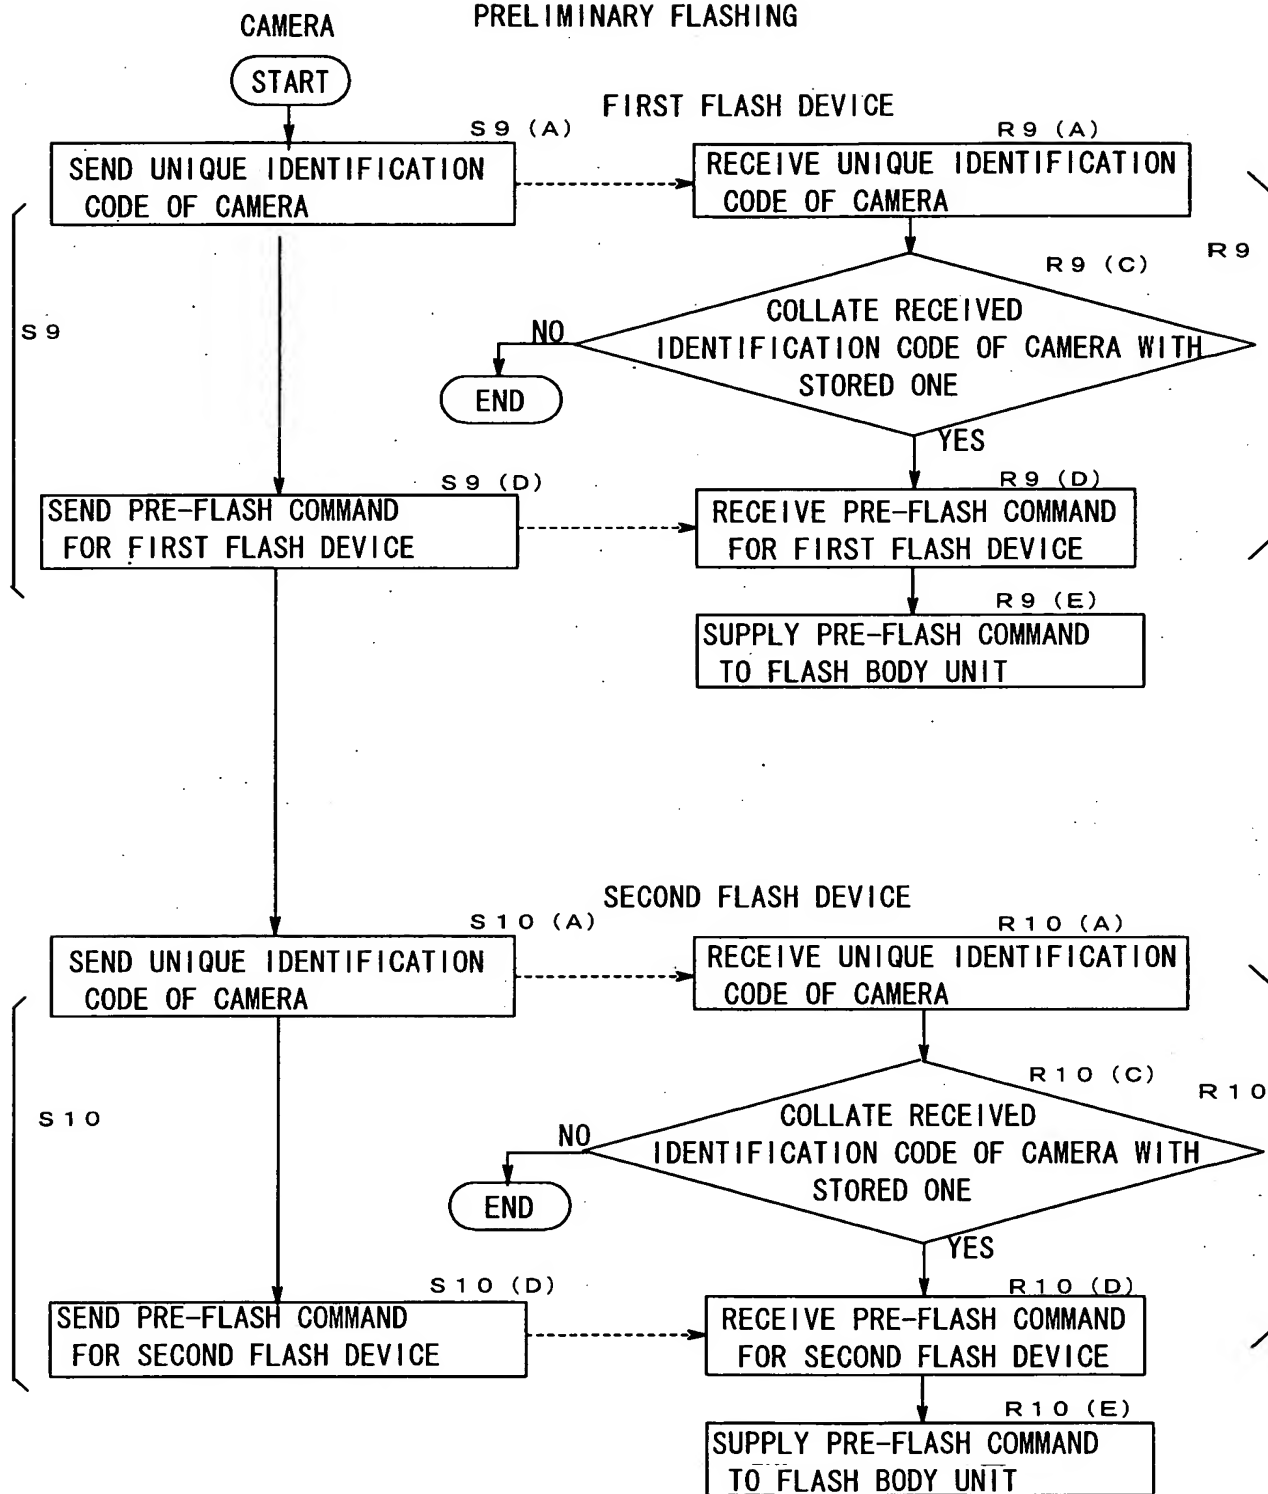 PRELIMINARY FLASHING
CAMERA
START
FIRST FLASH DEVICE
S9 (A)
SEND UNIQUE IDENTIFICATION
CODE OF CAMERA
R9 (A)
RECEIVE UNIQUE IDENTIFICATION
CODE OF CAMERA
R9
R9 (C)
COLLATE RECEIVED
IDENTIFICATION CODE OF CAMERA WITH
STORED ONE
S9
NO
END
YES
S9 (D)
SEND PRE-FLASH COMMAND
FOR FIRST FLASH DEVICE
R9 (D)
RECEIVE PRE-FLASH COMMAND
FOR FIRST FLASH DEVICE
R9 (E)
SUPPLY PRE-FLASH COMMAND
TO FLASH BODY UNIT
SECOND FLASH DEVICE
S10 (A)
SEND UNIQUE IDENTIFICATION
CODE OF CAMERA
R10 (A)
RECEIVE UNIQUE IDENTIFICATION
CODE OF CAMERA
R10 (C)
R10
COLLATE RECEIVED
IDENTIFICATION CODE OF CAMERA WITH
STORED ONE
S10
NO
END
YES
S10 (D)
SEND PRE-FLASH COMMAND
FOR SECOND FLASH DEVICE
R10 (D)
RECEIVE PRE-FLASH COMMAND
FOR SECOND FLASH DEVICE
R10 (E)
SUPPLY PRE-FLASH COMMAND
TO FLASH BODY UNIT